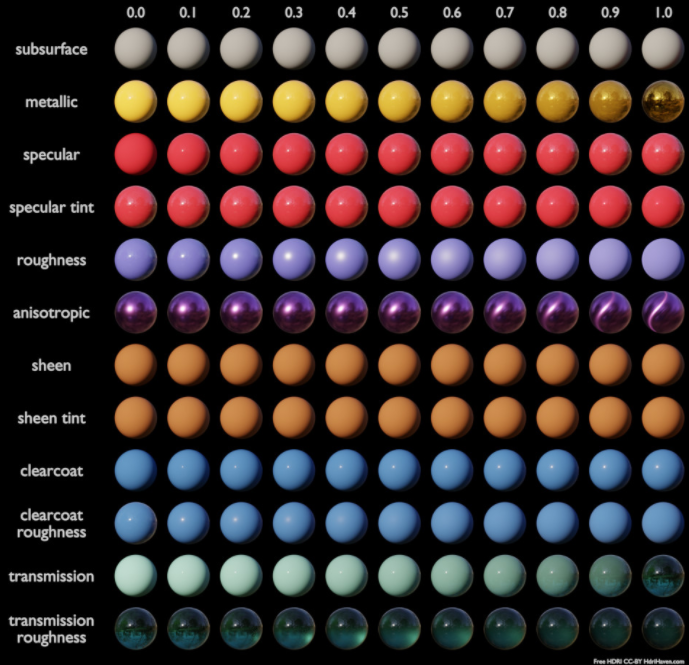 0.0 0.1 0.2 0.3 0.4 0.5 0.6 0.7 0.8 0.9 1.0
subsurface
metallic
specular
specular tint
roughness
anisotropic
sheen
sheen tint
clearcoat
clearcoat
roughness
transmission
transmission
roughness
Free HDRI CC-BY HdriHaven.com